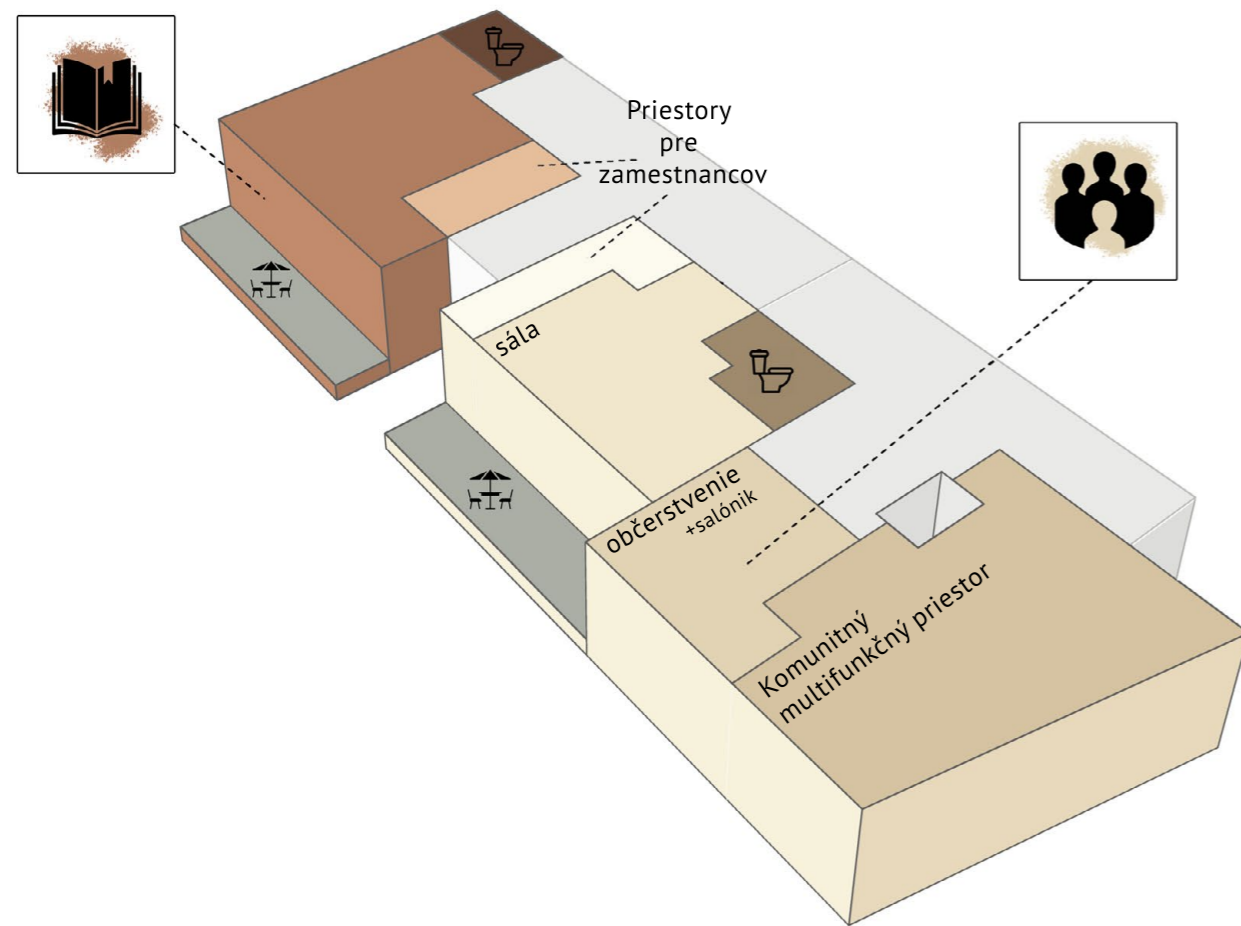 Priestory
pre
zamestnancov
sála
občerstvenie
+salónik
Komunitný
multifunkčný priestor